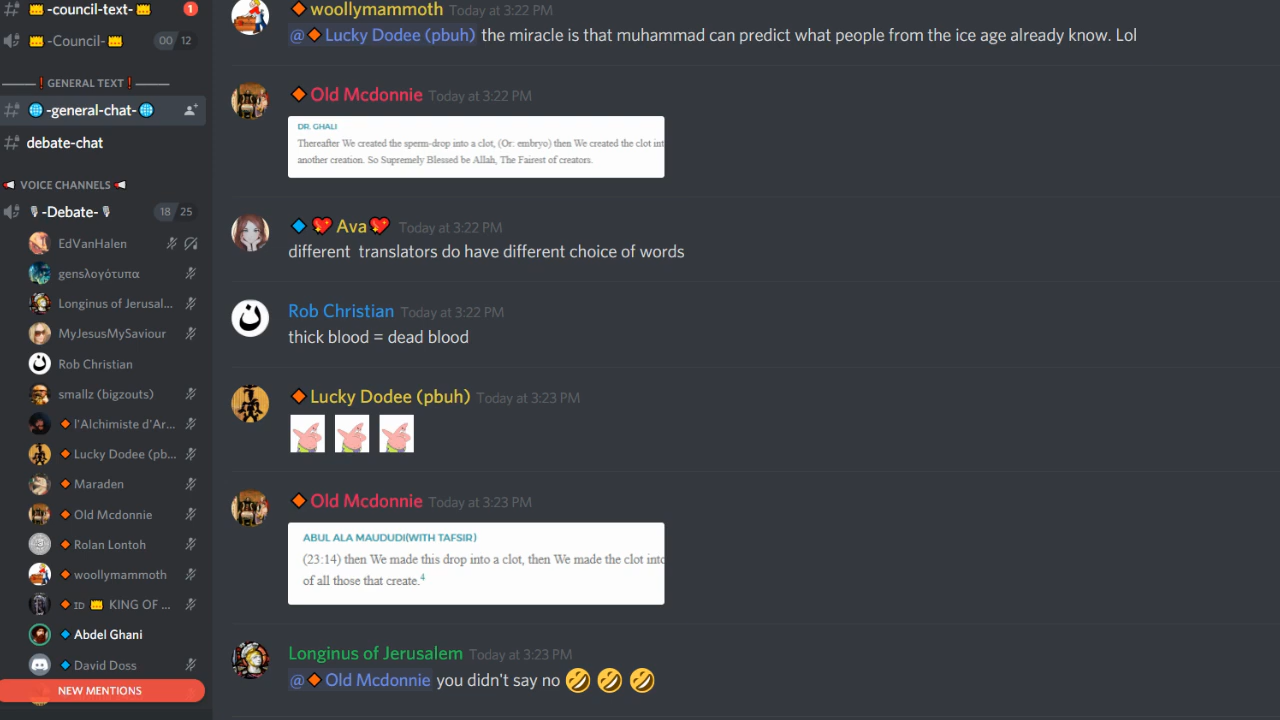 -council-text-
1
-Council-
00 12
GENERAL TEXT
-general-chat-
debate-chat
VOICE CHANNELS
-Debate-
18 25
EdVanHalen
gensλογότυπα
Longinus of Jerusal...
MyJesusMySaviour
Rob Christian
smallz (bigzouts)
l'Alchimiste d'Ar...
Lucky Dodee (pb...
Maraden
Old Mcdonnie
Rolan Lontoh
woollymammoth
ID KING OF ...
Abdel Ghani
David Doss
NEW MENTIONS
woollymammoth Today at 3:22 PM
@Lucky Dodee (pbuh) the miracle is that muhammad can predict what people from the ice age already know. Lol
Old Mcdonnie Today at 3:22 PM
DR. GHALI
Thereafter We created the sperm-drop into a clot, (Or: embryo) then We created the clot int
another creation. So Supremely Blessed be Allah, The Fairest of creators.
Ava Today at 3:22 PM
different translators do have different choice of words
Rob Christian Today at 3:22 PM
thick blood = dead blood
Lucky Dodee (pbuh) Today at 3:23 PM
Old Mcdonnie Today at 3:23 PM
ABUL ALA MAUDUDI(WITH TAFSIR)
(23:14) then We made this drop into a clot, then We made the clot into
of all those that create.4
Longinus of Jerusalem Today at 3:23 PM
@Old Mcdonnie you didn't say no